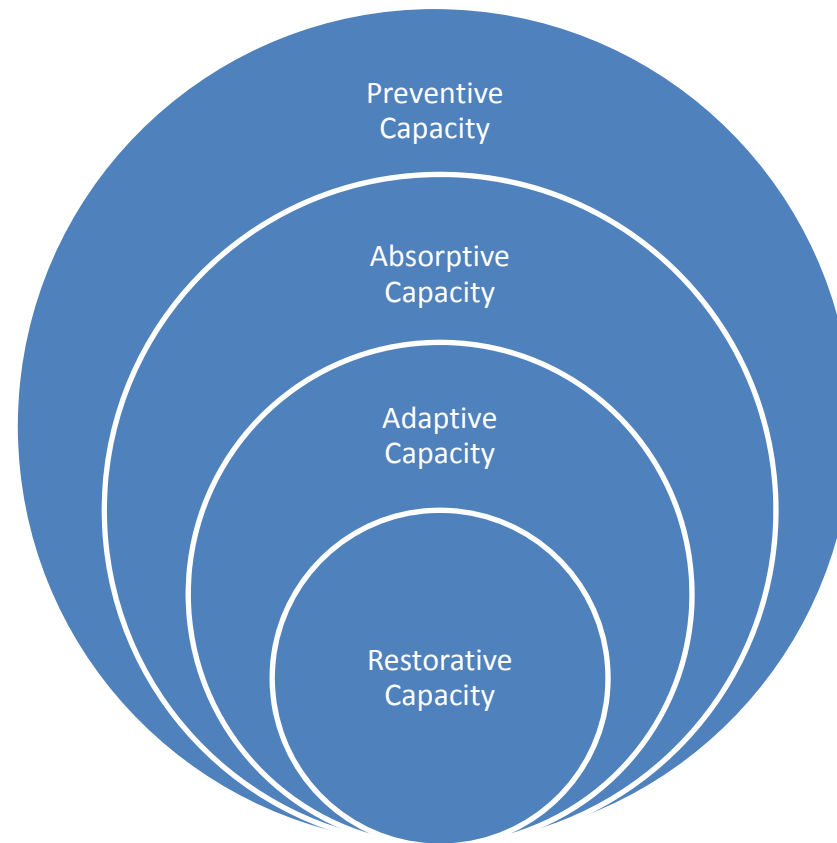 Preventive
Capacity
Absorptive
Capacity
Adaptive
Capacity
Restorative
Capacity